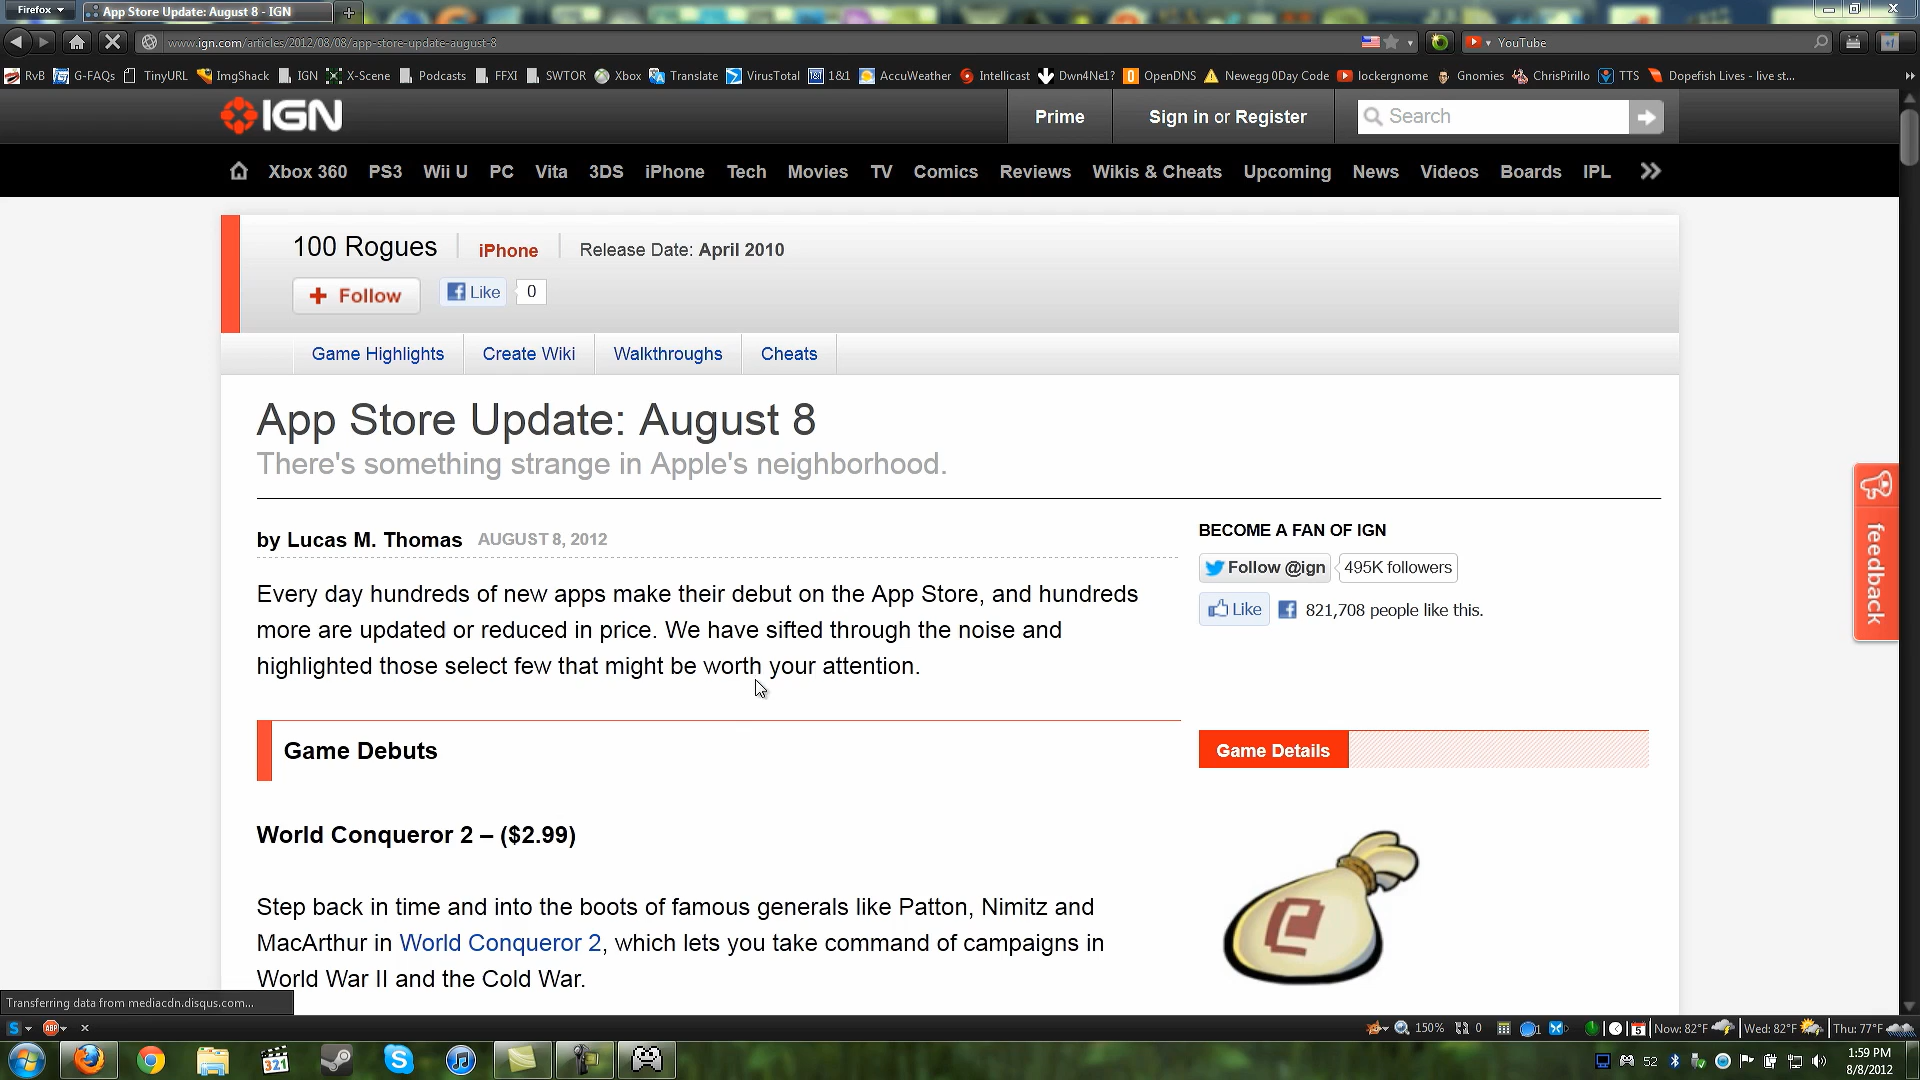 Firefox
App Store Update: August 8 - IGN
www.ign.com/articles/2012/08/08/app-store-update-august-8
YouTube
RvB G-FAQs TinyURL ImgShack IGN X-Scene Podcasts FFXI SWTOR Xbox Translate VirusTotal 1&1 AccuWeather Intellicast Dwn4Ne1? OpenDNS Newegg 0Day Code lockergnome Gnomies ChrisPirillo TTS Dopefish Lives - live st...
IGN
Prime
Sign in or Register
Search
Xbox 360 PS3 Wii U PC Vita 3DS iPhone Tech Movies TV Comics Reviews Wikis & Cheats Upcoming News Videos Boards IPL
100 Rogues iPhone Release Date: April 2010
Follow Like 0
Game Highlights Create Wiki Walkthroughs Cheats
App Store Update: August 8
There's something strange in Apple's neighborhood.
by Lucas M. Thomas AUGUST 8, 2012
Every day hundreds of new apps make their debut on the App Store, and hundreds
more are updated or reduced in price. We have sifted through the noise and
highlighted those select few that might be worth your attention.
BECOME A FAN OF IGN
Follow @ign 495K followers
Like 821,708 people like this.
feedback
Game Debuts
Game Details
World Conqueror 2 – ($2.99)
Step back in time and into the boots of famous generals like Patton, Nimitz and
MacArthur in World Conqueror 2, which lets you take command of campaigns in
World War II and the Cold War.
Transferring data from mediacdn.disqus.com...
ABP 150% 0 1 5 Now: 82°F Wed: 82°F Thu: 77°F
321
52
1:59 PM
8/8/2012